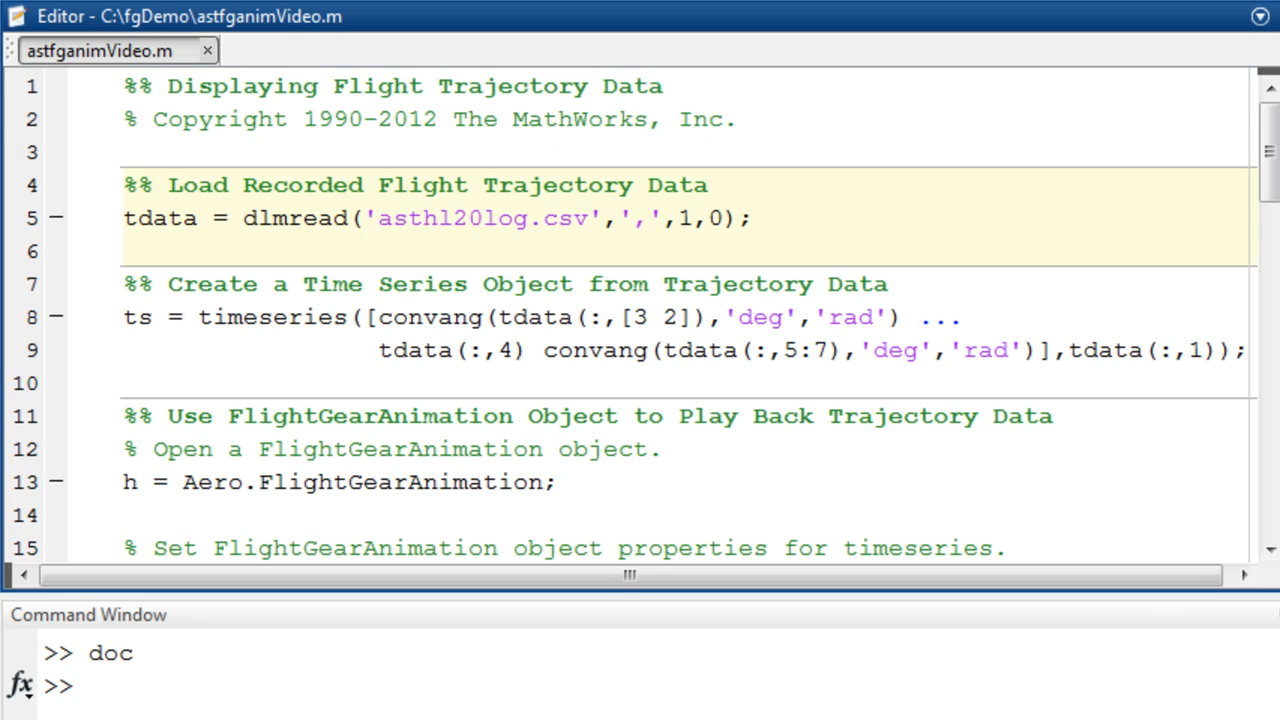 Editor - C:\fgDemo\astfganimVideo.m
astfganimVideo.m ×
1 %% Displaying Flight Trajectory Data
2 % Copyright 1990-2012 The MathWorks, Inc.
3
4 %% Load Recorded Flight Trajectory Data
5 tdata = dlmread('asthl20log.csv',',',1,0);
6
7 %% Create a Time Series Object from Trajectory Data
8 ts = timeseries([convang(tdata(:,[3 2]),'deg','rad') ...
9 tdata(:,4) convang(tdata(:,5:7),'deg','rad')],tdata(:,1));
10
11 %% Use FlightGearAnimation Object to Play Back Trajectory Data
12 % Open a FlightGearAnimation object.
13 h = Aero.FlightGearAnimation;
14
15 % Set FlightGearAnimation object properties for timeseries.
Command Window
>> doc
fx >>